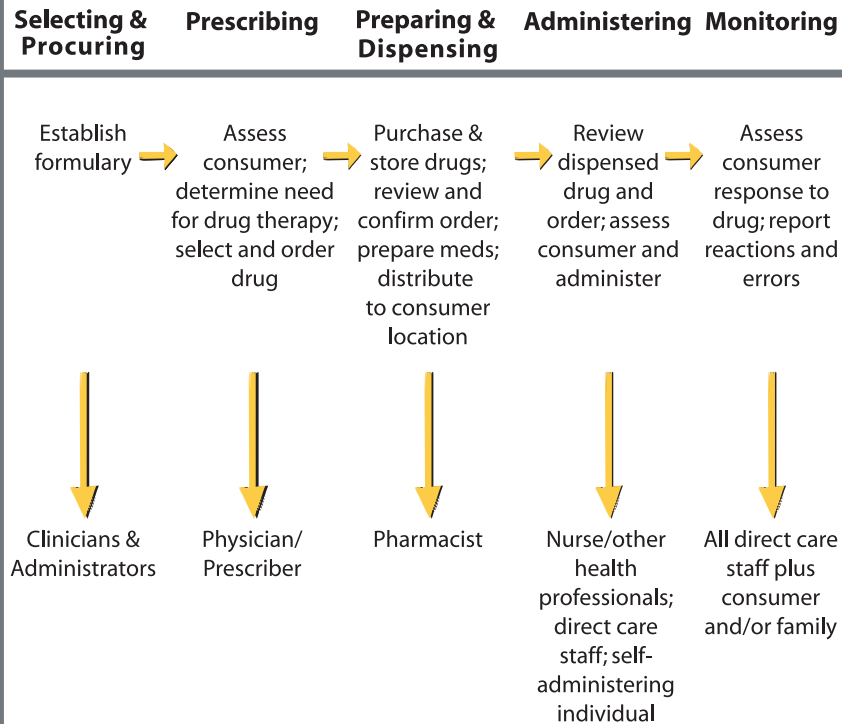 Selecting &
Procuring
Prescribing
Preparing &
Dispensing
Administering
Monitoring
Establish
formulary
Assess
consumer;
determine need
for drug therapy;
select and order
drug
Purchase &
store drugs;
review and
confirm order;
prepare meds;
distribute
to consumer
location
Review
dispensed
drug and
order; assess
consumer and
administer
Assess
consumer
response to
drug; report
reactions and
errors
Clinicians &
Administrators
Physician/
Prescriber
Pharmacist
Nurse/other
health
professionals;
direct care
staff; self-
administering
individual
All direct care
staff plus
consumer
and/or family